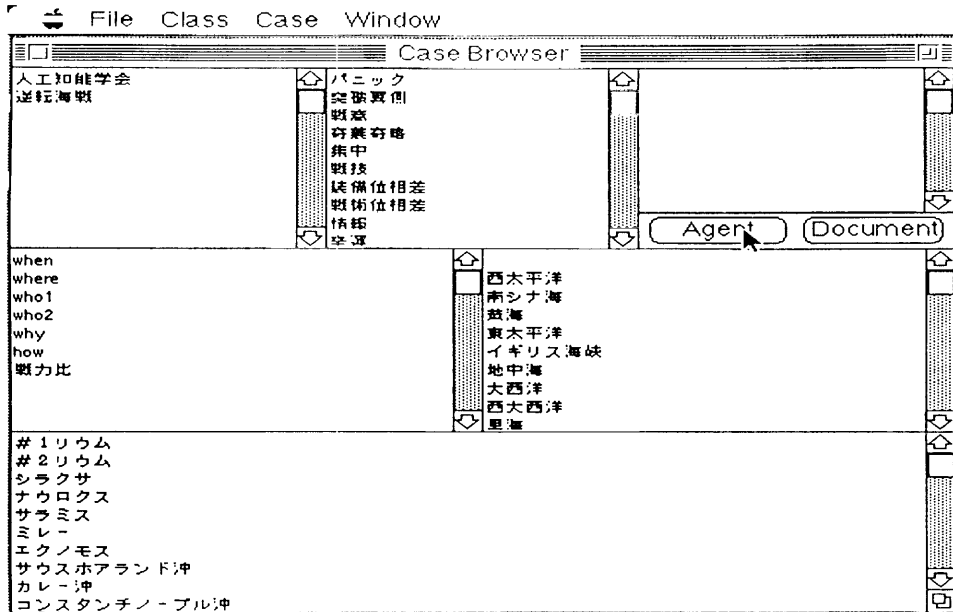 File Class Case Window
Case Browser
人工知能学会
逆転海戦
パニック
突破実例
戦意
奇襲奇略
集中
戦技
装備位相差
戦術位相差
情報
幸運
Agent
Document
when
where
who1
who2
why
how
戦力比
西太平洋
南シナ海
黄海
東太平洋
イギリス海峡
地中海
大西洋
西大西洋
黒海
#1リウム
#2リウム
シラクサ
ナウロクス
サラミス
ミレー
エクノモス
サウスホアランド沖
カレー沖
コンスタンチノープル沖